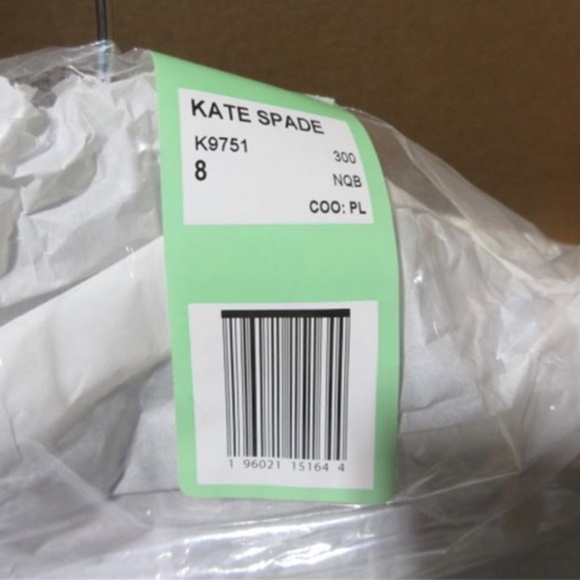 KATE SPADE
K9751 300
8 NQB
COO: PL
1 96021 15164 4